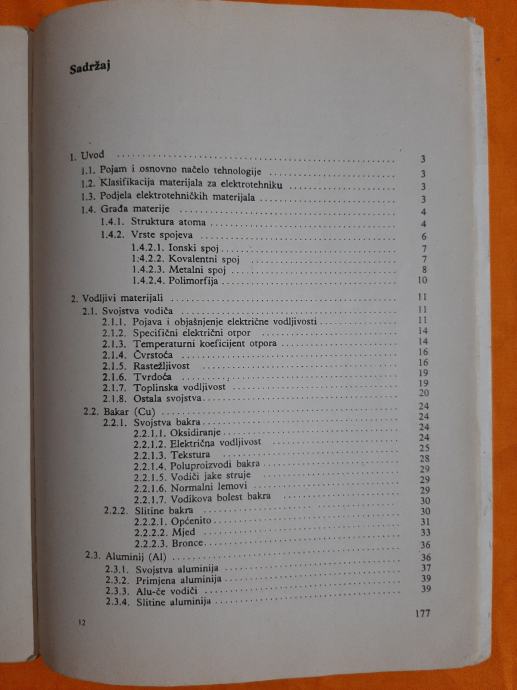 Sadržaj
1. Uvod 3
1.1. Pojam i osnovno načelo tehnologije 3
1.2. Klasifikacija materijala za elektrotehniku 3
1.3. Podjela elektrotehničkih materijala 3
1.4. Građa materije 4
1.4.1. Struktura atoma 4
1.4.2. Vrste spojeva 6
1.4.2.1. Ionski spoj 7
1.4.2.2. Kovalentni spoj 7
1.4.2.3. Metalni spoj 8
1.4.2.4. Polimorfija 10
2. Vodljivi materijali 11
2.1. Svojstva vodiča 11
2.1.1. Pojava i objašnjenje električne vodljivosti 11
2.1.2. Specifični električni otpor 14
2.1.3. Temperaturni koeficijent otpora 14
2.1.4. Čvrstoća 16
2.1.5. Rastežljivost 16
2.1.6. Tvrdoća 19
2.1.7. Toplinska vodljivost 19
2.1.8. Ostala svojstva 20
2.2. Bakar (Cu) 24
2.2.1. Svojstva bakra 24
2.2.1.1. Oksidiranje 24
2.2.1.2. Električna vodljivost 24
2.2.1.3. Tekstura 25
2.2.1.4. Poluproizvodi bakra 28
2.2.1.5. Vodiči jake struje 29
2.2.1.6. Normalni lemovi 29
2.2.1.7. Vodikova bolest bakra 29
2.2.2. Slitine bakra 30
2.2.2.1. Općenito 30
2.2.2.2. Mjed 31
2.2.2.3. Bronce 33
2.3. Aluminij (Al) 36
2.3.1. Svojstva aluminija 36
2.3.2. Primjena aluminija 37
2.3.3. Alu-če vodiči 39
2.3.4. Slitine aluminija 39
12 177